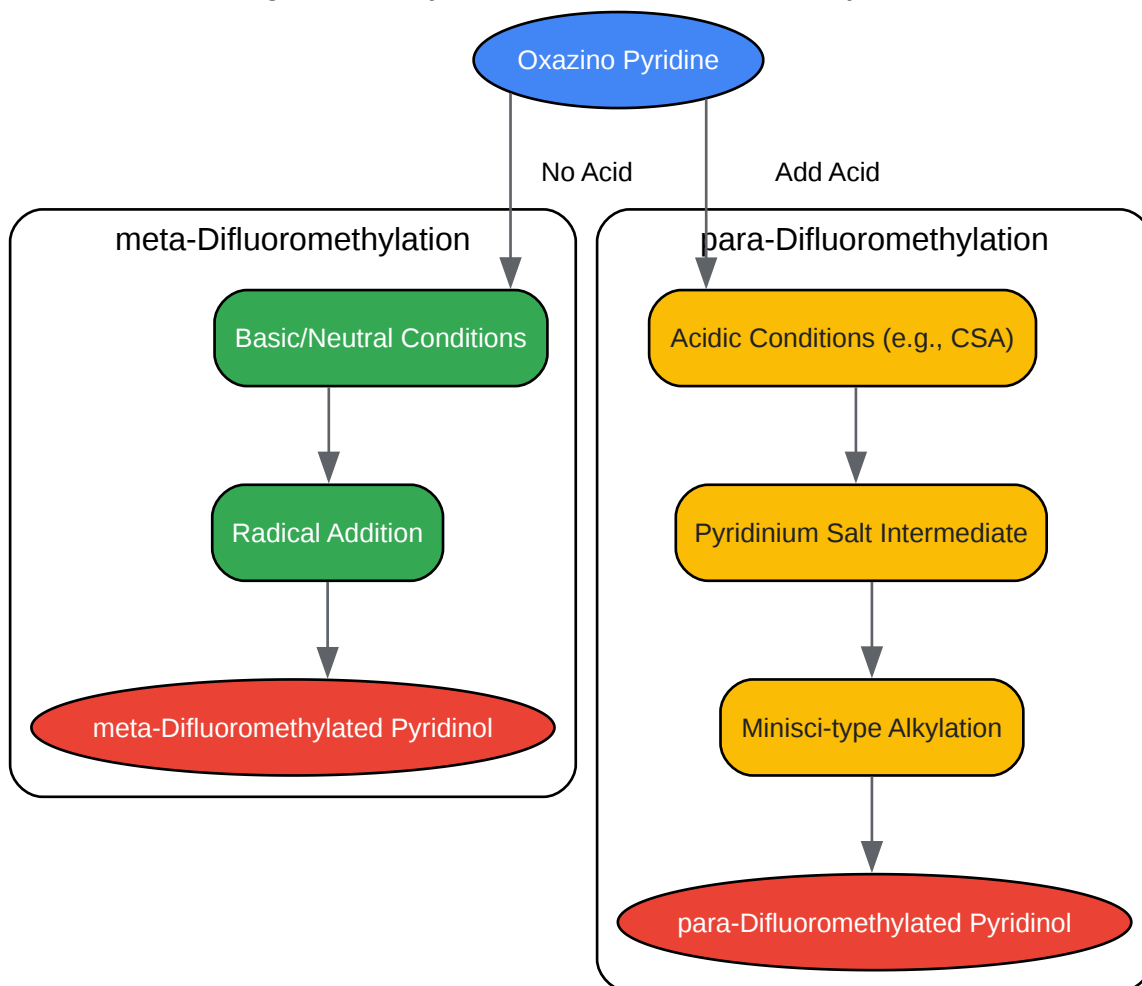 Oxazino Pyridine
No Acid
Add Acid
meta-Difluoromethylation
para-Difluoromethylation
Basic/Neutral Conditions
Acidic Conditions (e.g., CSA)
Radical Addition
Pyridinium Salt Intermediate
meta-Difluoromethylated Pyridinol
Minisci-type Alkylation
para-Difluoromethylated Pyridinol